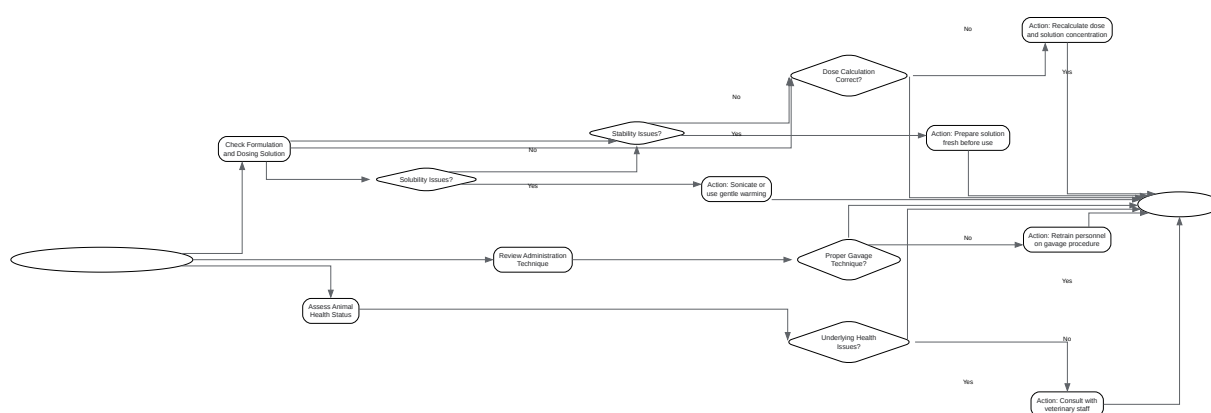 Action: Recalculate dose
and solution concentration
No
Dose Calculation
Correct?
Yes
No
Stability Issues?
Yes
Action: Prepare solution
fresh before use
Check Formulation
and Dosing Solution
No
Solubility Issues?
Yes
Action: Sonicate or
use gentle warming
Review Administration
Technique
Proper Gavage
Technique?
No
Action: Retrain personnel
on gavage procedure
Yes
Assess Animal
Health Status
Underlying Health
Issues?
No
Yes
Action: Consult with
veterinary staff